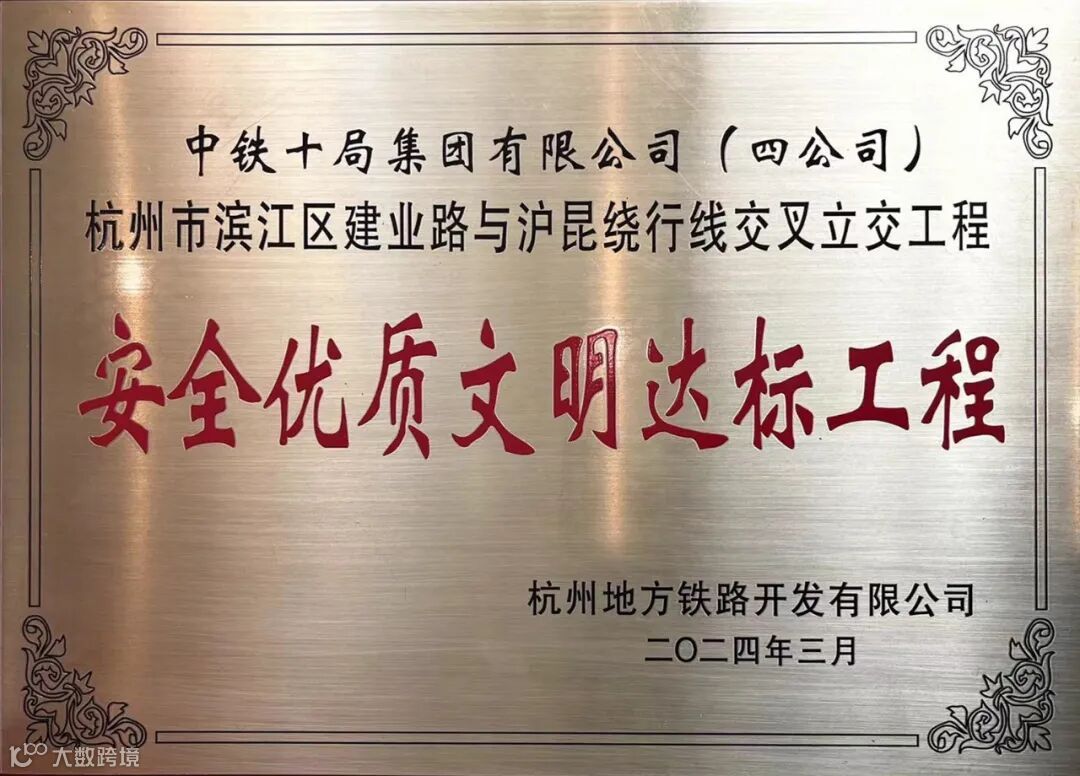 中铁十局集团有限公司（四公司）
杭州市滨江区建业路与沪昆绕行线交叉立交工程
安全优质文明达标工程
杭州地方铁路开发有限公司
二〇二四年三月
大数跨境